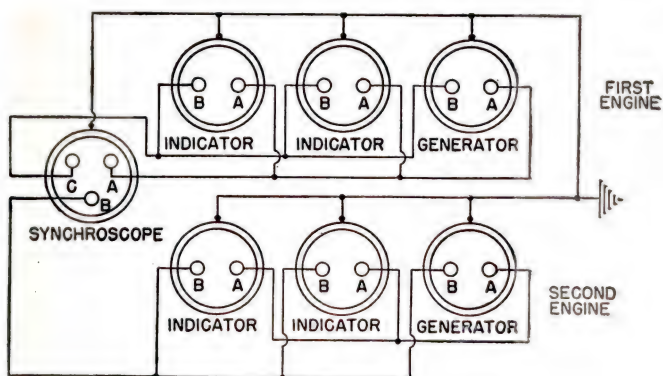 B A
B A
B A
INDICATOR
INDICATOR
GENERATOR
FIRST
ENGINE
C A
B
SYNCHROSCOPE
B A
B A
B A
INDICATOR
INDICATOR
GENERATOR
SECOND
ENGINE